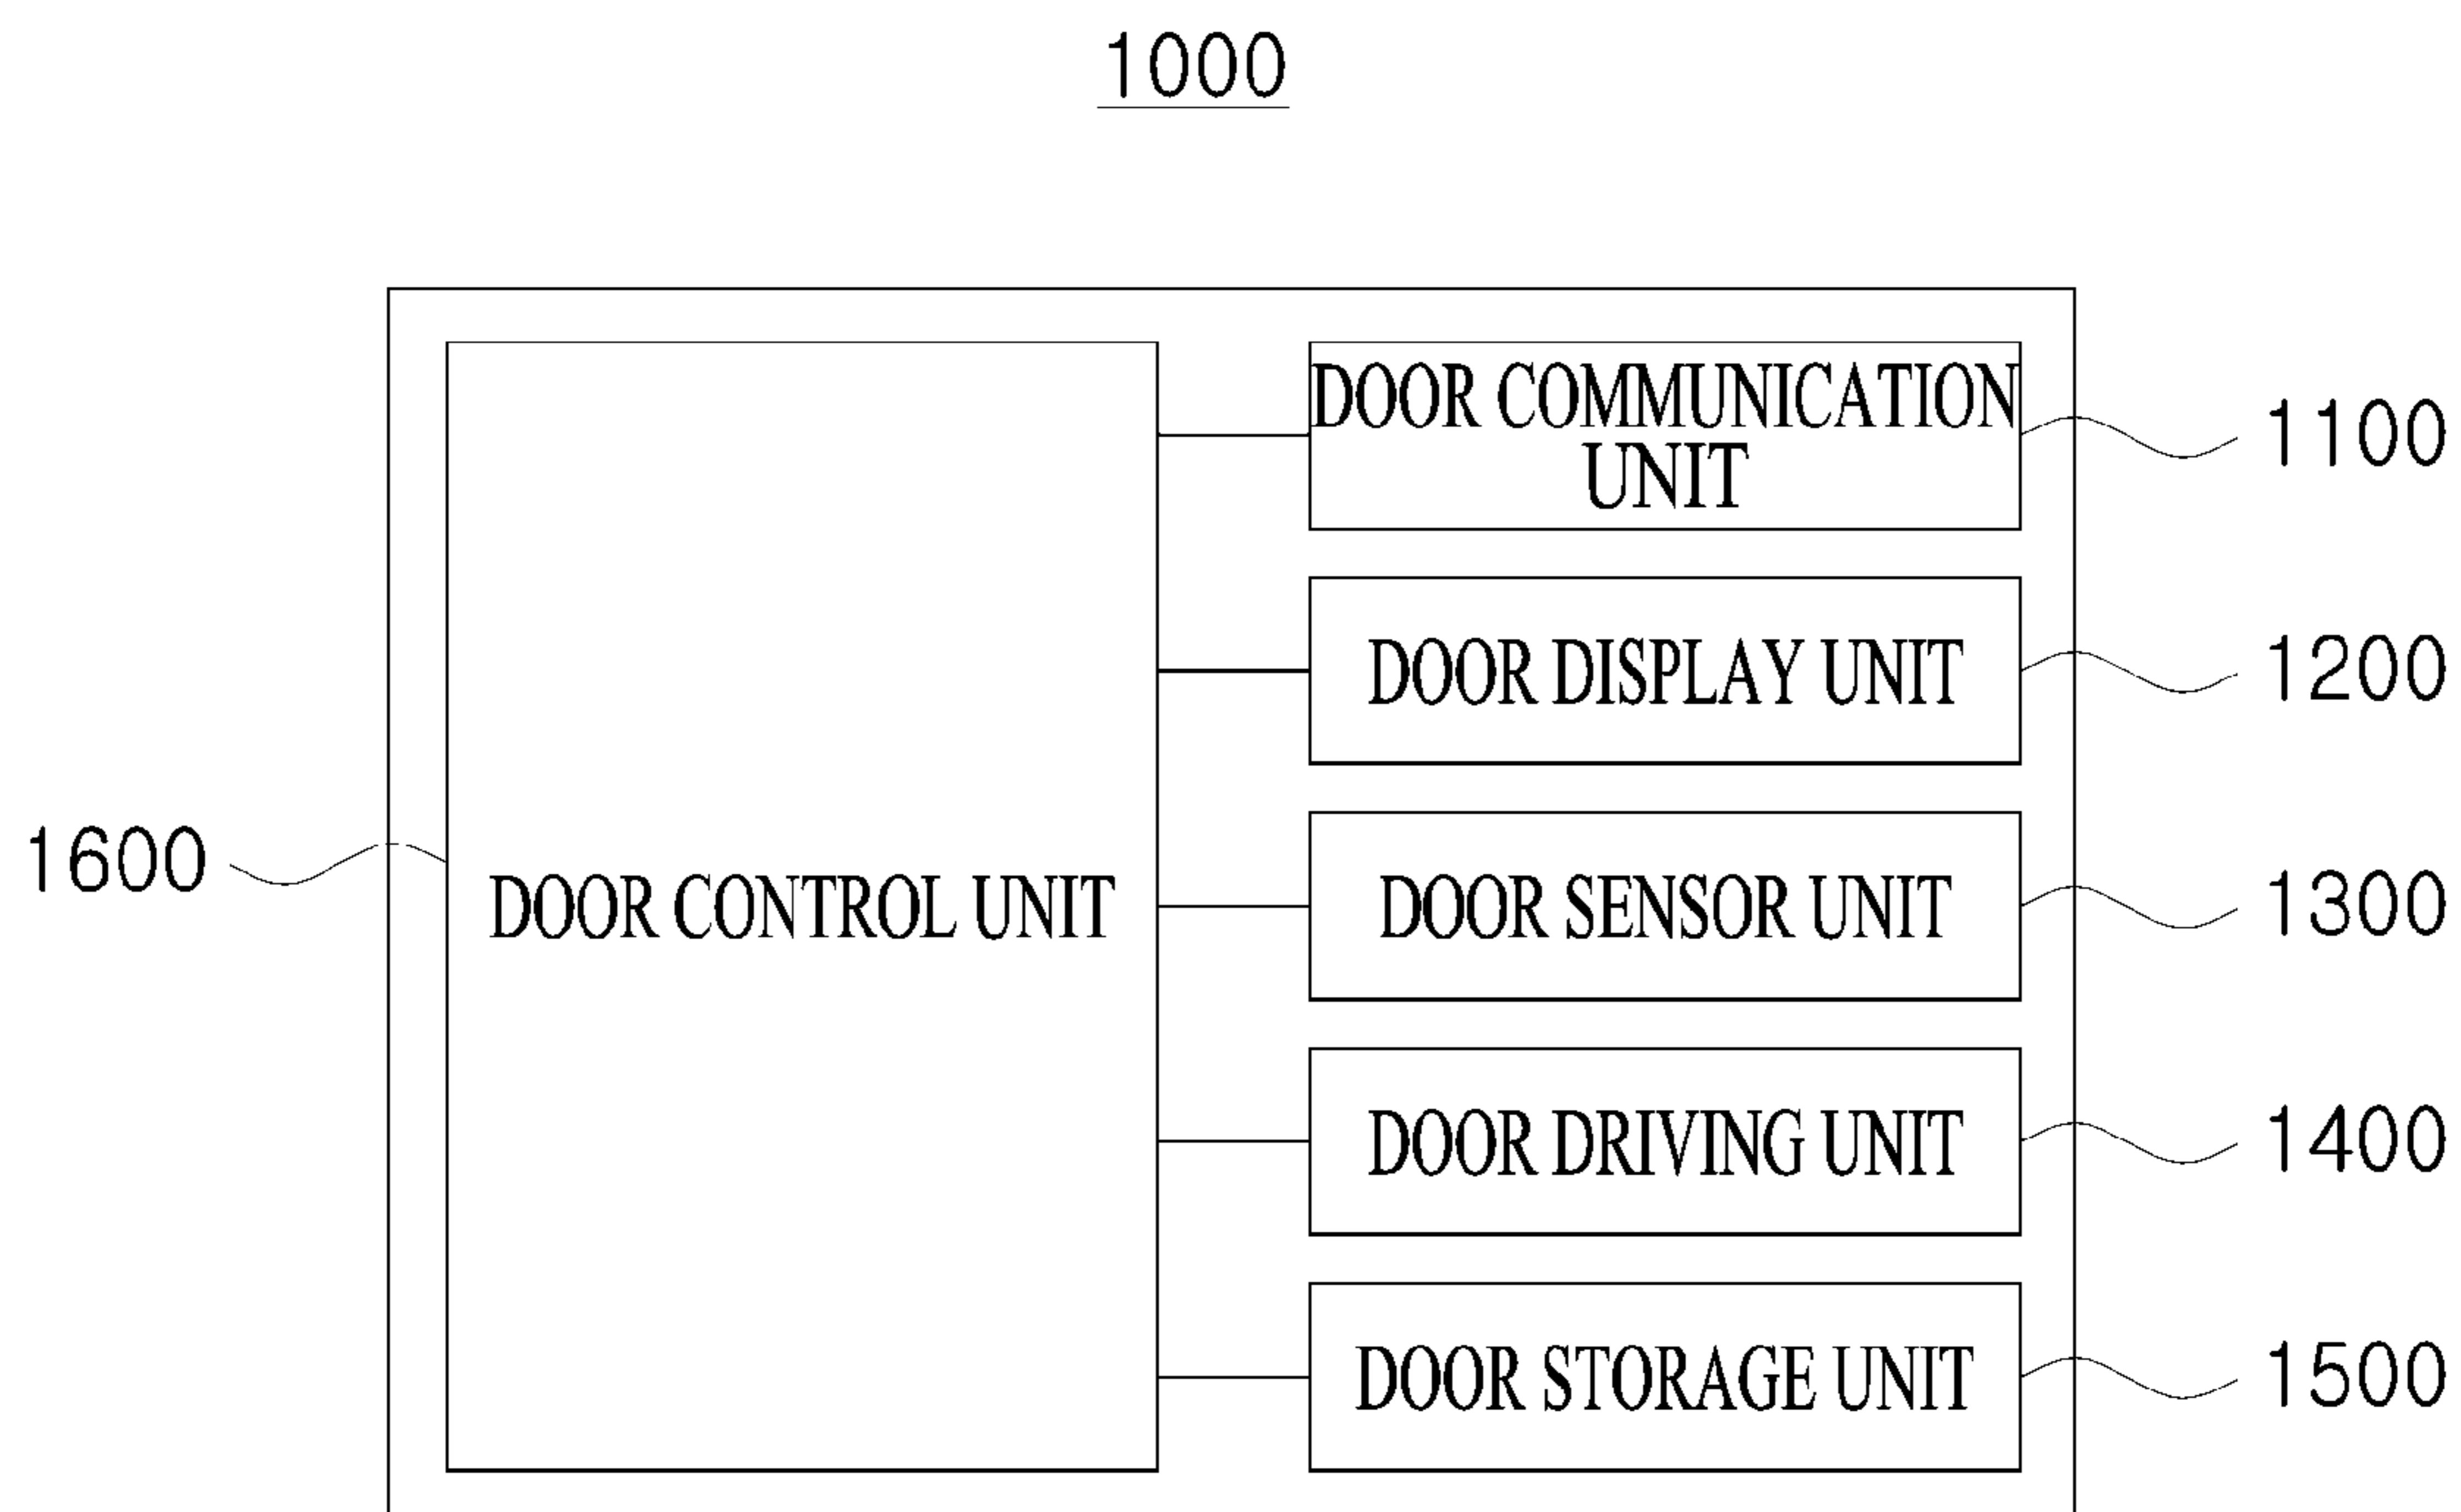 1000
DOOR COMMUNICATION
UNIT
1100
DOOR DISPLAY UNIT
1200
1600
DOOR CONTROL UNIT
DOOR SENSOR UNIT
1300
DOOR DRIVING UNIT
1400
DOOR STORAGE UNIT
1500